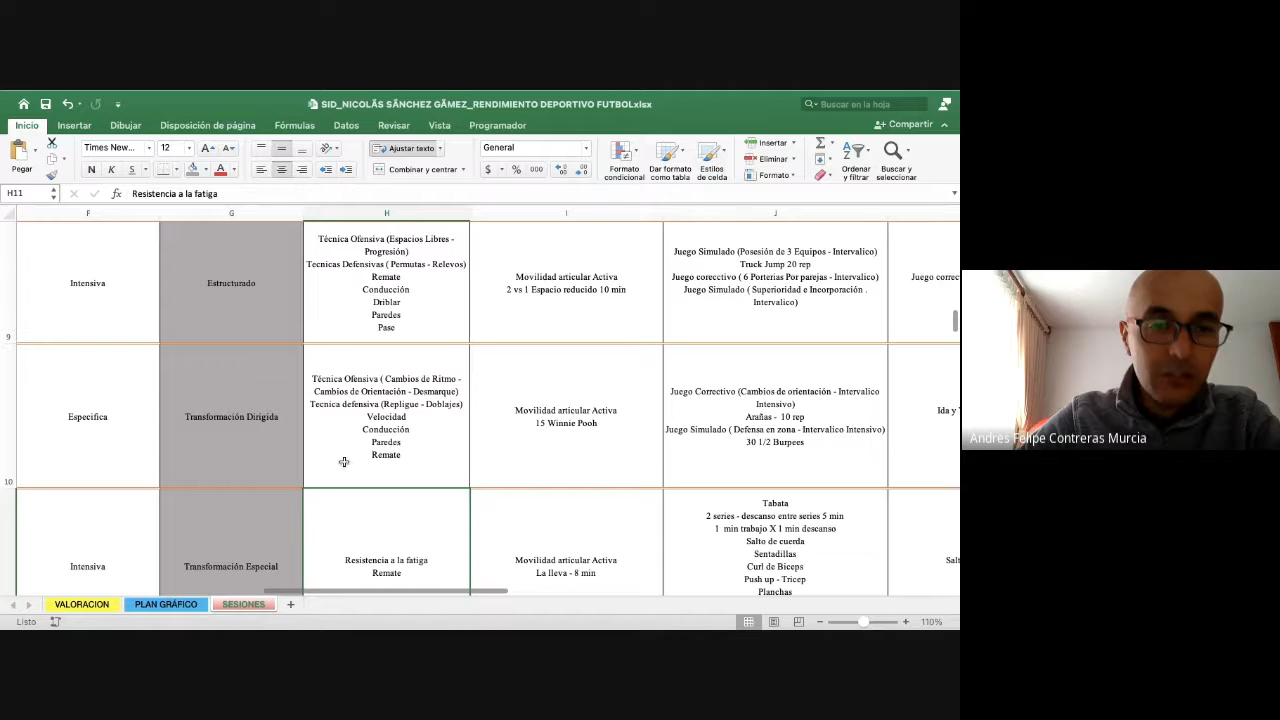 SID_NICOLÁS SÁNCHEZ GÁMEZ_RENDIMIENTO DEPORTIVO FUTBOLxlsx
Buscar en la hoja
Inicio
Insertar
Dibujar
Disposición de página
Fórmulas
Datos
Revisar
Vista
Programador
Compartir
Pegar
Times New...
12
N K S
Ajustar texto
Combinar y centrar
General
$ % 000
Formato condicional
Dar formato como tabla
Estilos de celda
Insertar
Eliminar
Formato
Ordenar y filtrar
Buscar y seleccionar
H11
fx
Resistencia a la fatiga
F G H I J
9
Intensiva
Estructurado
Técnica Ofensiva (Espacios Libres -
Progresión)
Tecnicas Defensivas ( Permutas - Relevos)
Remate
Conducción
Driblar
Paredes
Pase
Movilidad articular Activa
2 vs 1 Espacio reducido 10 min
Juego Simulado (Posesión de 3 Equipos - Intervalico)
Truck Jump 20 rep
Juego corecctivo ( 6 Porterias Por parejas - Intervalico)
Juego Simulado ( Superioridad e Incorporación .
Intervalico)
Juego correc
10
Especifica
Transformación Dirigida
Técnica Ofensiva ( Cambios de Ritmo -
Cambios de Orientación - Desmarque)
Tecnica defensiva (Repligue - Doblajes)
Velocidad
Conducción
Paredes
Remate
Movilidad articular Activa
15 Winnie Pooh
Juego Correctivo (Cambios de orientación - Intervalico
Intensivo)
Arañas - 10 rep
Juego Simulado ( Defensa en zona - Intervalico Intensivo)
30 1/2 Burpees
Ida y
Intensiva
Transformación Especial
Resistencia a la fatiga
Remate
Movilidad articular Activa
La lleva - 8 min
Tabata
2 series - descanso entre series 5 min
1 min trabajo X 1 min descanso
Salto de cuerda
Sentadillas
Curl de Biceps
Push up - Tricep
Planchas
Salt
VALORACION
PLAN GRÁFICO
SESIONES
Listo
110%
Andres Felipe Contreras Murcia